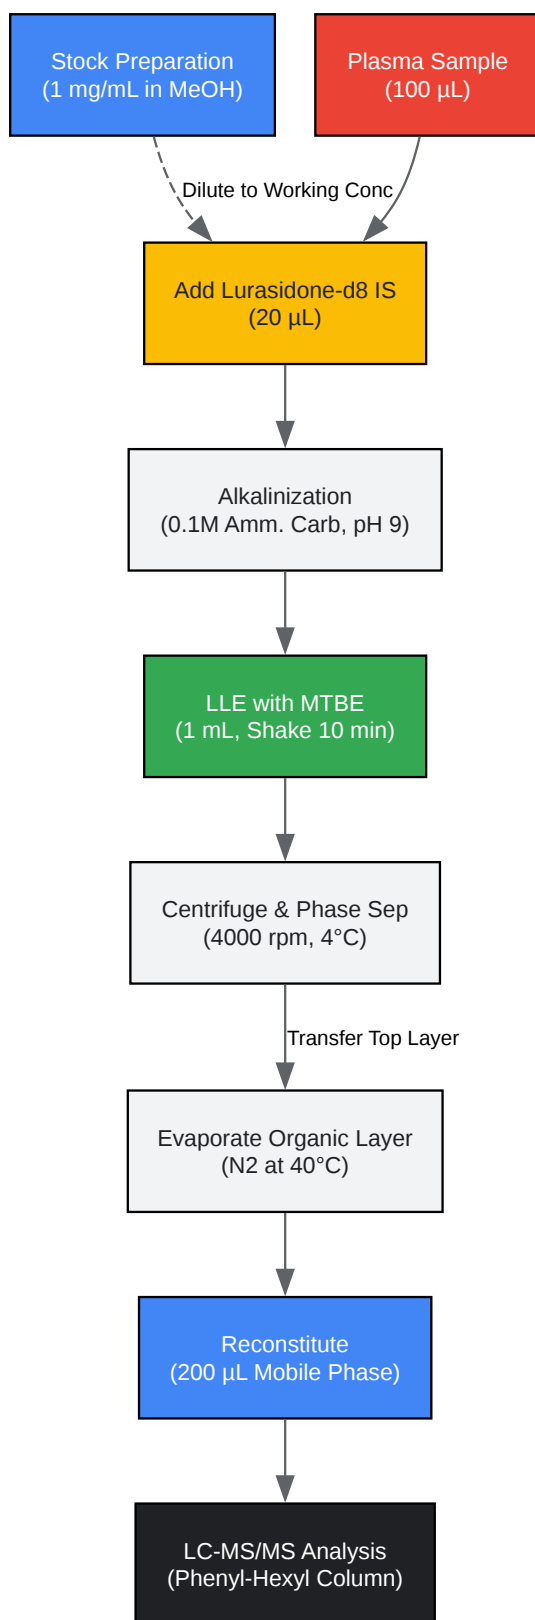 Stock Preparation
(1 mg/mL in MeOH)
Plasma Sample
(100 µL)
Dilute to Working Conc
Add Lurasidone-d8 IS
(20 µL)
Alkalinization
(0.1M Amm. Carb, pH 9)
LLE with MTBE
(1 mL, Shake 10 min)
Centrifuge & Phase Sep
(4000 rpm, 4°C)
Transfer Top Layer
Evaporate Organic Layer
(N2 at 40°C)
Reconstitute
(200 µL Mobile Phase)
LC-MS/MS Analysis
(Phenyl-Hexyl Column)